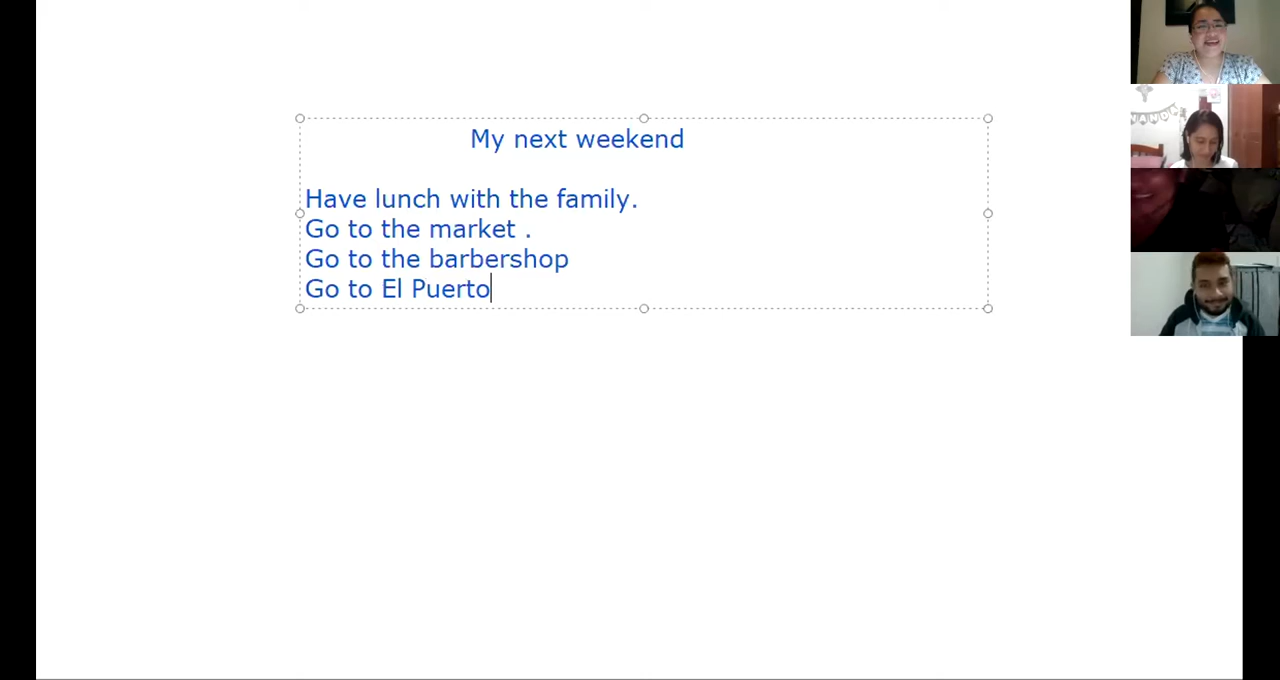 My next weekend
Have lunch with the family.
Go to the market .
Go to the barbershop
Go to El Puerto
NANDA